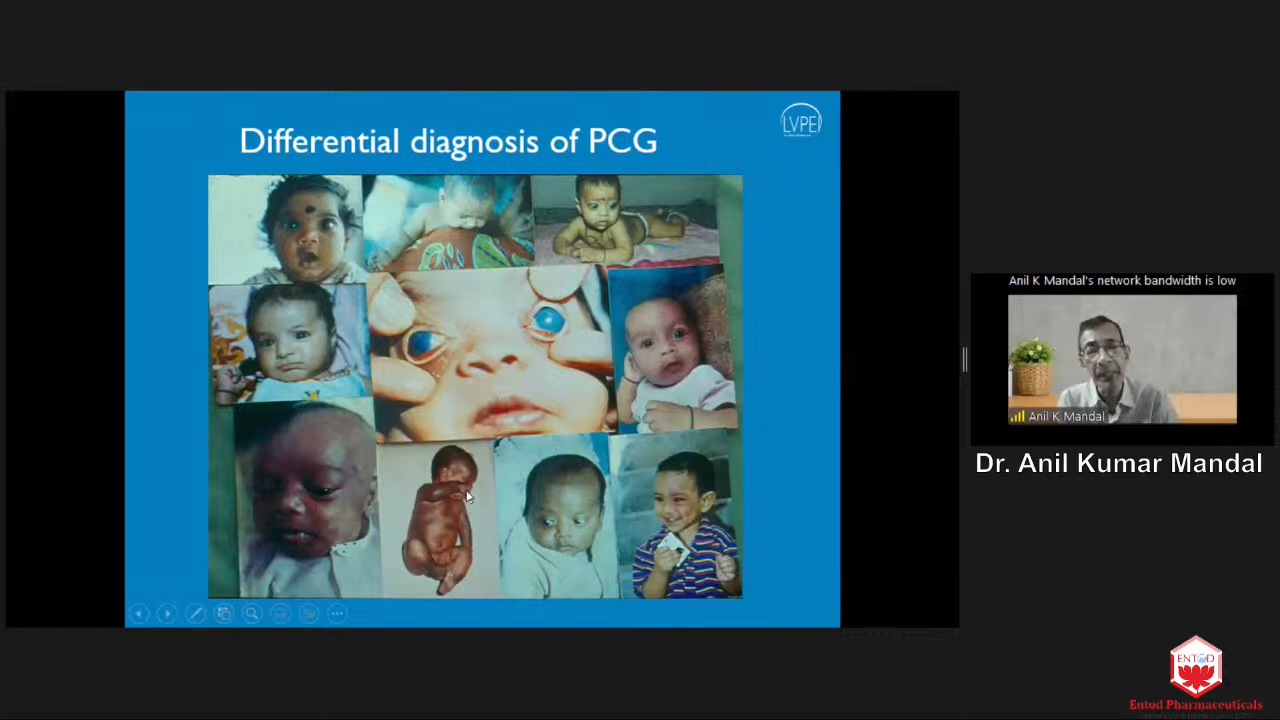 Differential diagnosis of PCG
LVPEI
Anil K Mandal's network bandwidth is low
Anil K Mandal
Dr. Anil Kumar Mandal
ENTOD
Entod Pharmaceuticals